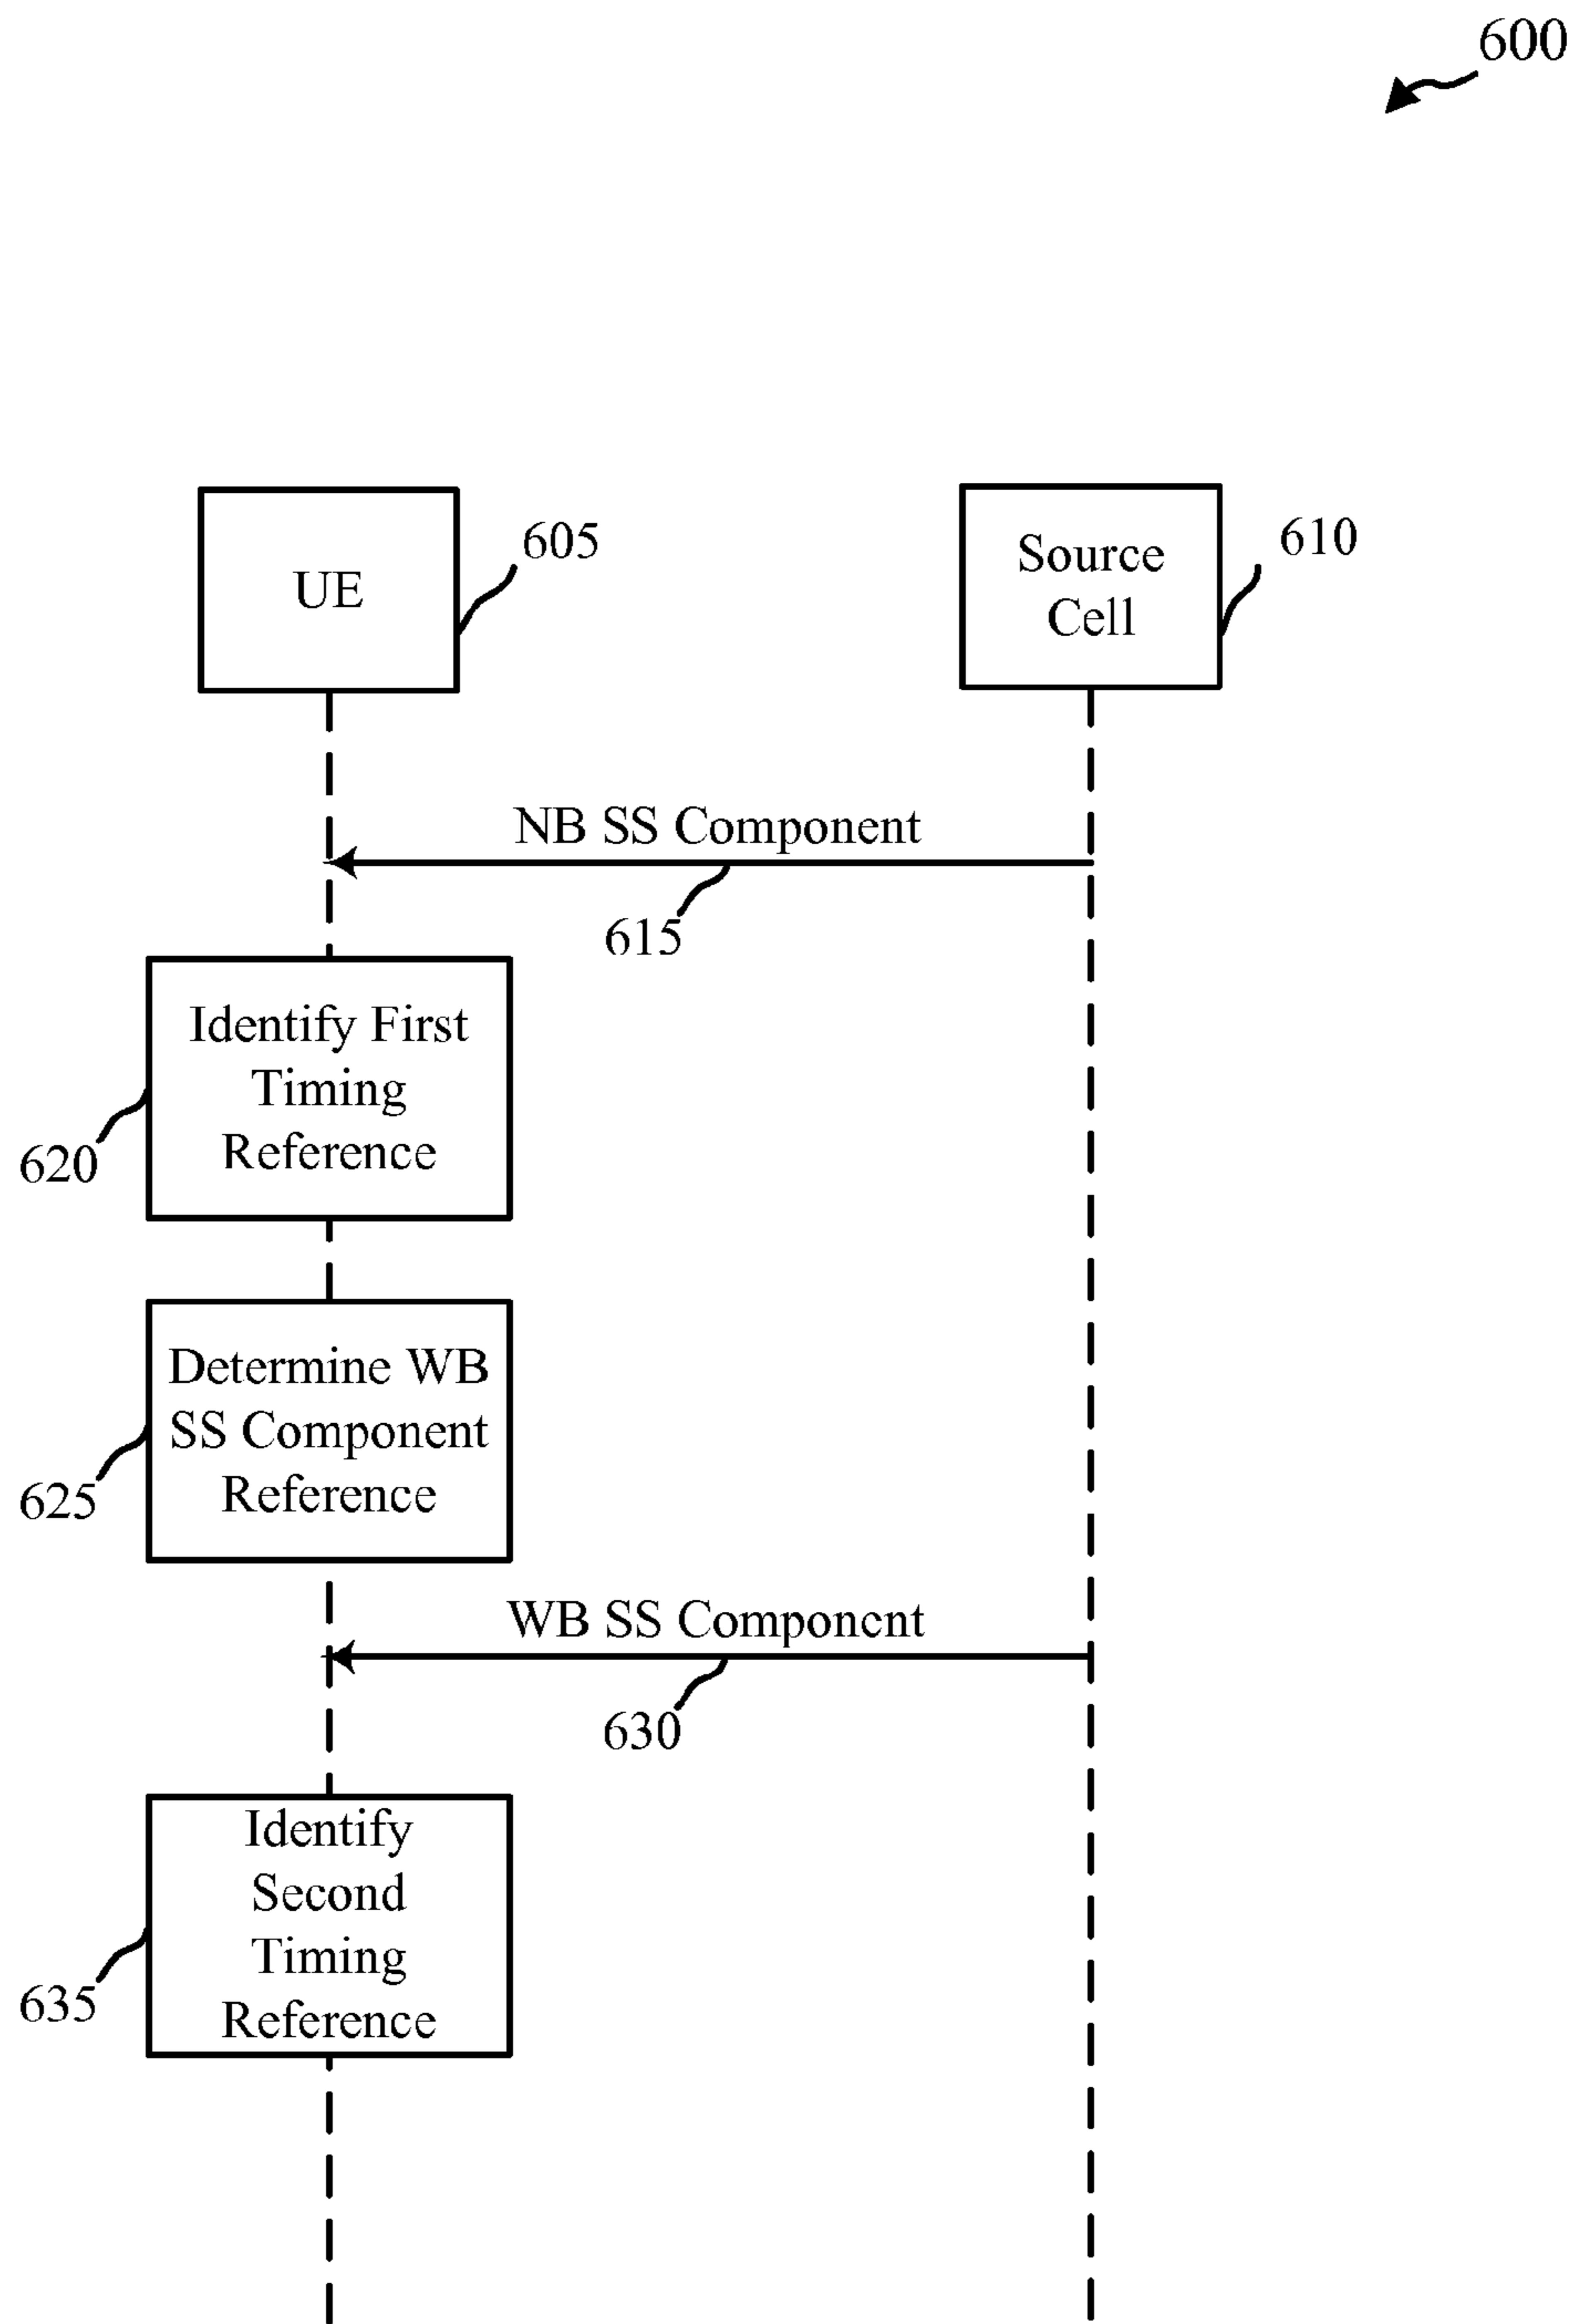 600
UE
605
Source
Cell
610
NB SS Component
615
Identify First
Timing
Reference
620
Determine WB
SS Component
Reference
625
WB SS Component
630
Identify
Second
Timing
Reference
635